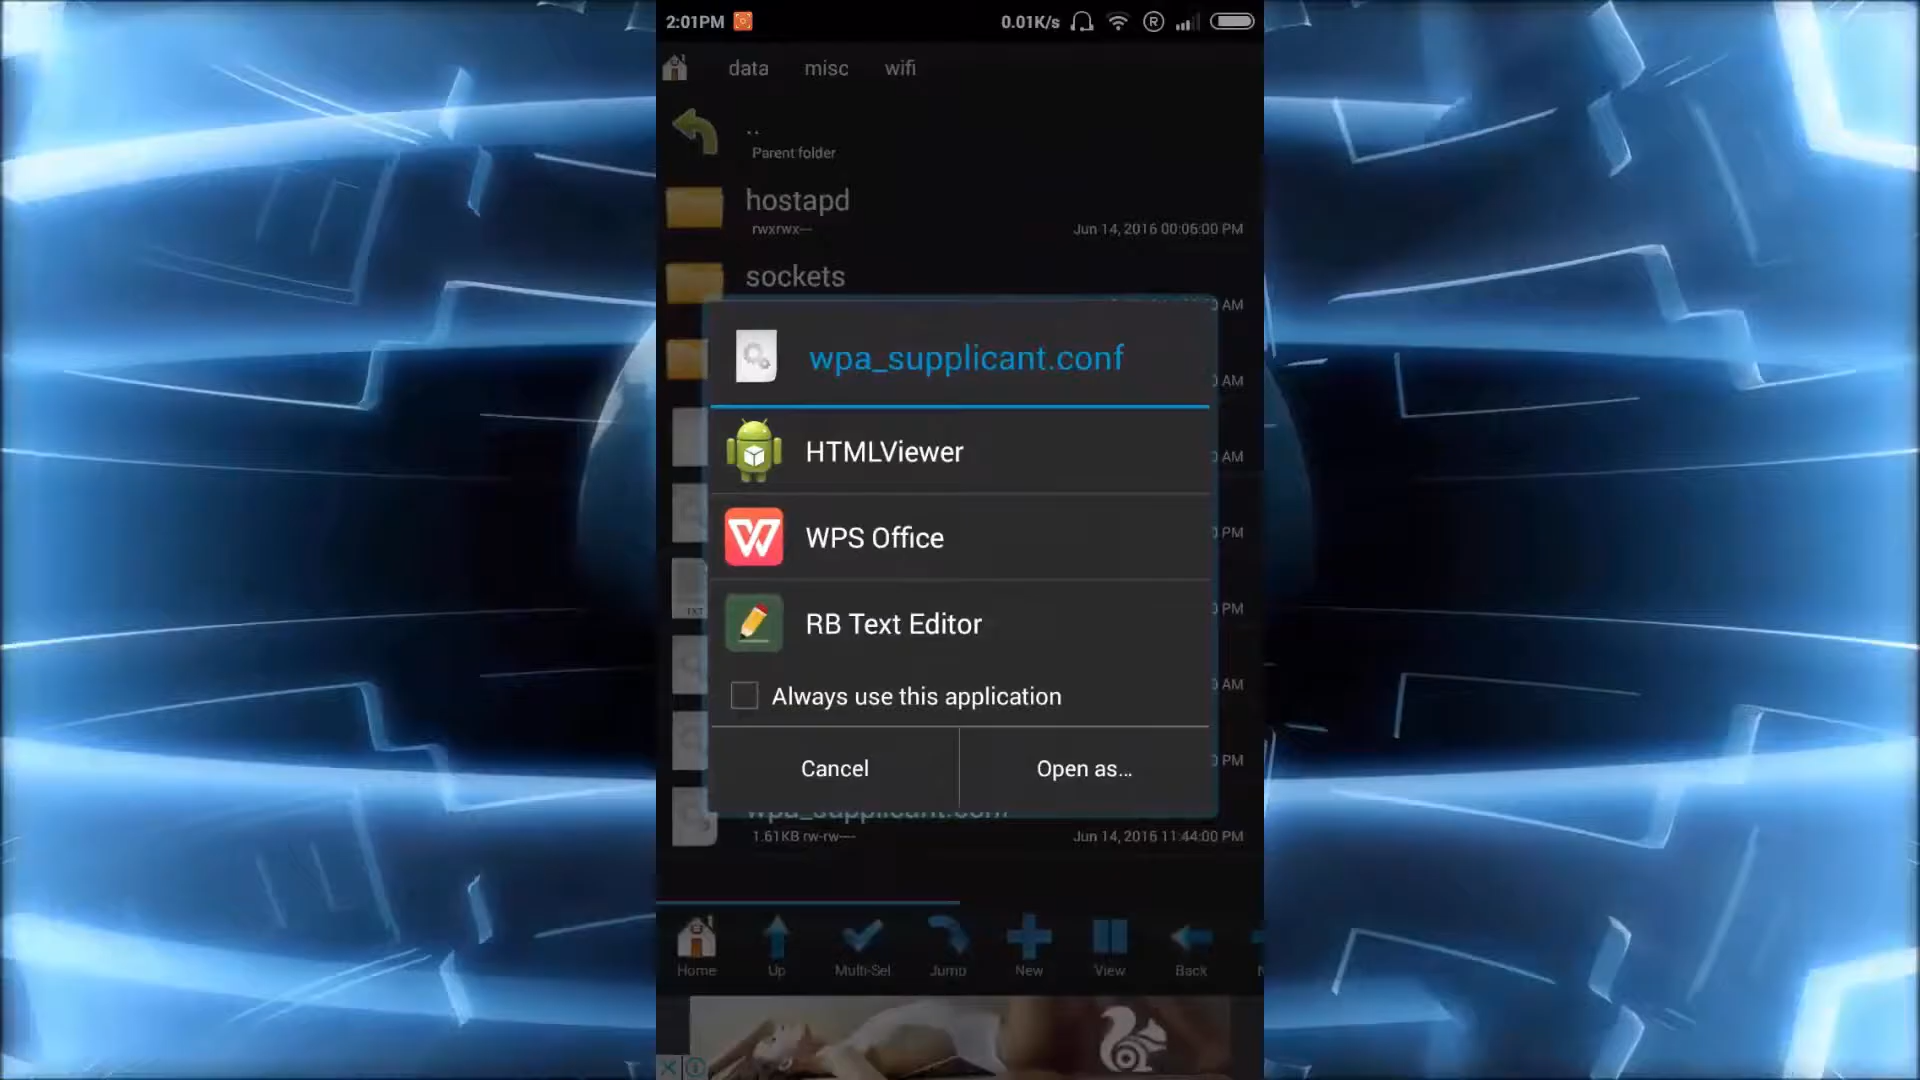 2:01PM 0.01K/s R
data misc wifi
..
Parent folder
hostapd
rwxrwx---
Jun 14, 2016 00:06:00 PM
sockets
AM
wpa_supplicant.conf
AM
HTMLViewer
AM
WPS Office
PM
TXT
PM
RB Text Editor
AM
Always use this application
PM
Cancel Open as...
wpa_supplicant.conf
1.61KB rw-rw----
Jun 14, 2016 11:44:00 PM
Home Up Multi-Sel Jump New View Back